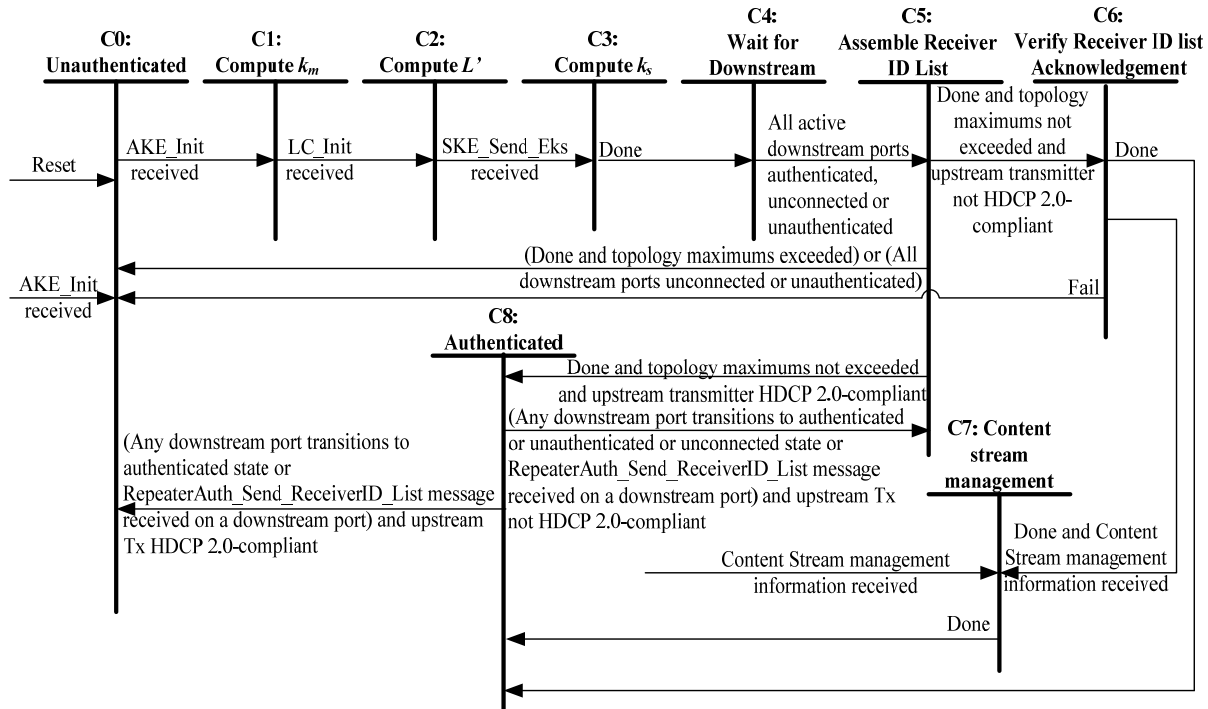 C0:
Unauthenticated
C1:
Compute km
C2:
Compute L’
C3:
Compute ks
C4:
Wait for
Downstream
C5:
Assemble Receiver
ID List
C6:
Verify Receiver ID list
Acknowledgement
Reset
AKE_Init
received
LC_Init
received
SKE_Send_Eks
received
Done
All active
downstream ports
authenticated,
unconnected or
unauthenticated
Done and topology
maximums not
exceeded and
upstream transmitter
not HDCP 2.0-
compliant
Done
(Done and topology maximums exceeded) or (All
downstream ports unconnected or unauthenticated)
AKE_Init
received
Fail
C8:
Authenticated
Done and topology maximums not exceeded
and upstream transmitter HDCP 2.0-compliant
(Any downstream port transitions to authenticated
or unauthenticated or unconnected state or
RepeaterAuth_Send_ReceiverID_List message
received on a downstream port) and upstream Tx
not HDCP 2.0-compliant
(Any downstream port transitions to
authenticated state or
RepeaterAuth_Send_ReceiverID_List message
received on a downstream port) and upstream
Tx HDCP 2.0-compliant
C7: Content
stream
management
Content Stream management
information received
Done and Content
Stream management
information received
Done